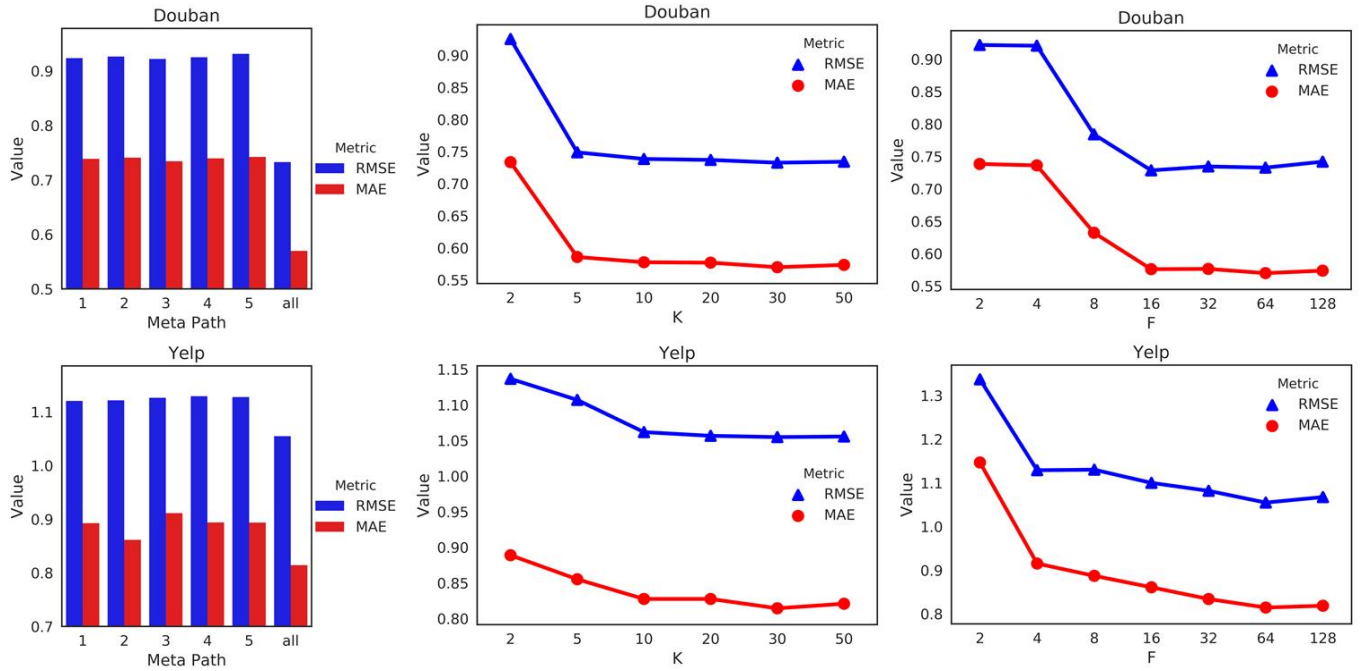 Douban
Value
0.9
0.8
0.7
0.6
0.5
1 2 3 4 5 all
Meta Path
Metric
RMSE
MAE
Douban
Value
0.90
0.85
0.80
0.75
0.70
0.65
0.60
0.55
2 5 10 20 30 50
K
Metric
RMSE
MAE
Douban
Value
0.90
0.85
0.80
0.75
0.70
0.65
0.60
0.55
2 4 8 16 32 64 128
F
Metric
RMSE
MAE
Yelp
Value
1.1
1.0
0.9
0.8
0.7
1 2 3 4 5 all
Meta Path
Metric
RMSE
MAE
Yelp
Value
1.15
1.10
1.05
1.00
0.95
0.90
0.85
0.80
2 5 10 20 30 50
K
Metric
RMSE
MAE
Yelp
Value
1.3
1.2
1.1
1.0
0.9
0.8
2 4 8 16 32 64 128
F
Metric
RMSE
MAE